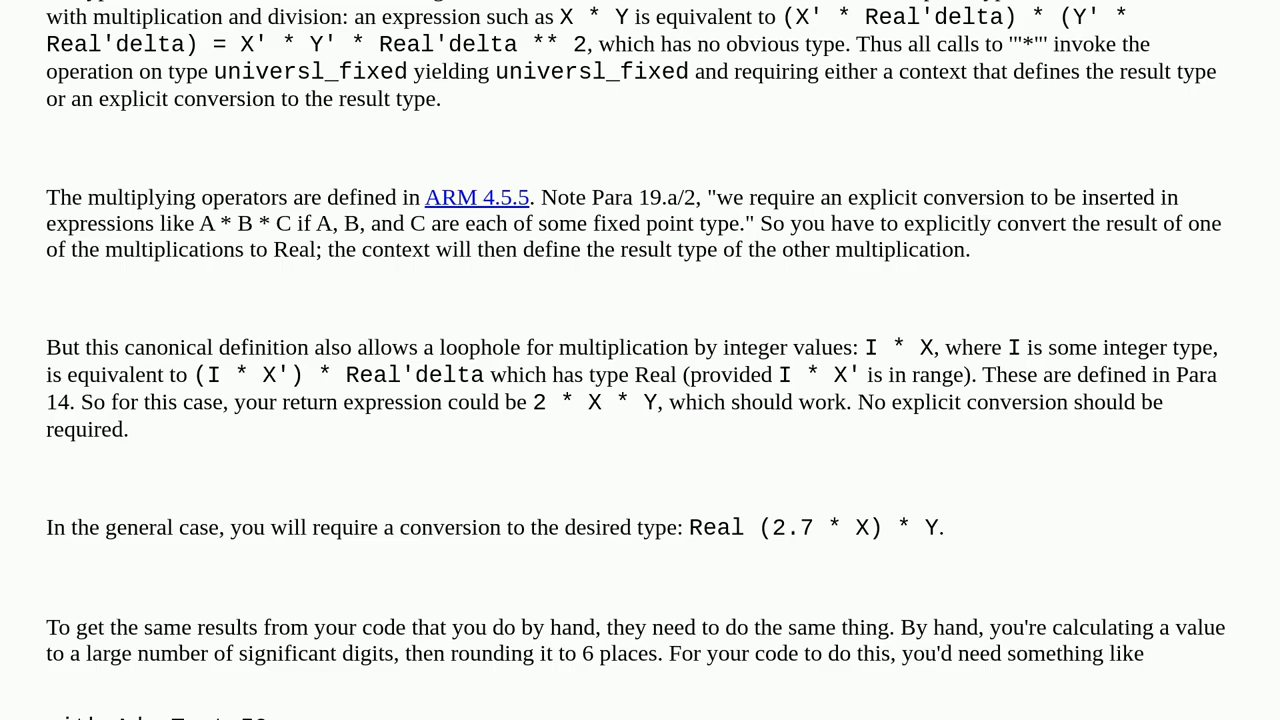 with multiplication and division: an expression such as X * Y is equivalent to (X' * Real'delta) * (Y' *
Real'delta) = X' * Y' * Real'delta ** 2, which has no obvious type. Thus all calls to '"*"' invoke the
operation on type universl_fixed yielding universl_fixed and requiring either a context that defines the result type
or an explicit conversion to the result type.
The multiplying operators are defined in ARM 4.5.5. Note Para 19.a/2, "we require an explicit conversion to be inserted in
expressions like A * B * C if A, B, and C are each of some fixed point type." So you have to explicitly convert the result of one
of the multiplications to Real; the context will then define the result type of the other multiplication.
But this canonical definition also allows a loophole for multiplication by integer values: I * X, where I is some integer type,
is equivalent to (I * X') * Real'delta which has type Real (provided I * X' is in range). These are defined in Para
14. So for this case, your return expression could be 2 * X * Y, which should work. No explicit conversion should be
required.
In the general case, you will require a conversion to the desired type: Real (2.7 * X) * Y.
To get the same results from your code that you do by hand, they need to do the same thing. By hand, you're calculating a value
to a large number of significant digits, then rounding it to 6 places. For your code to do this, you'd need something like